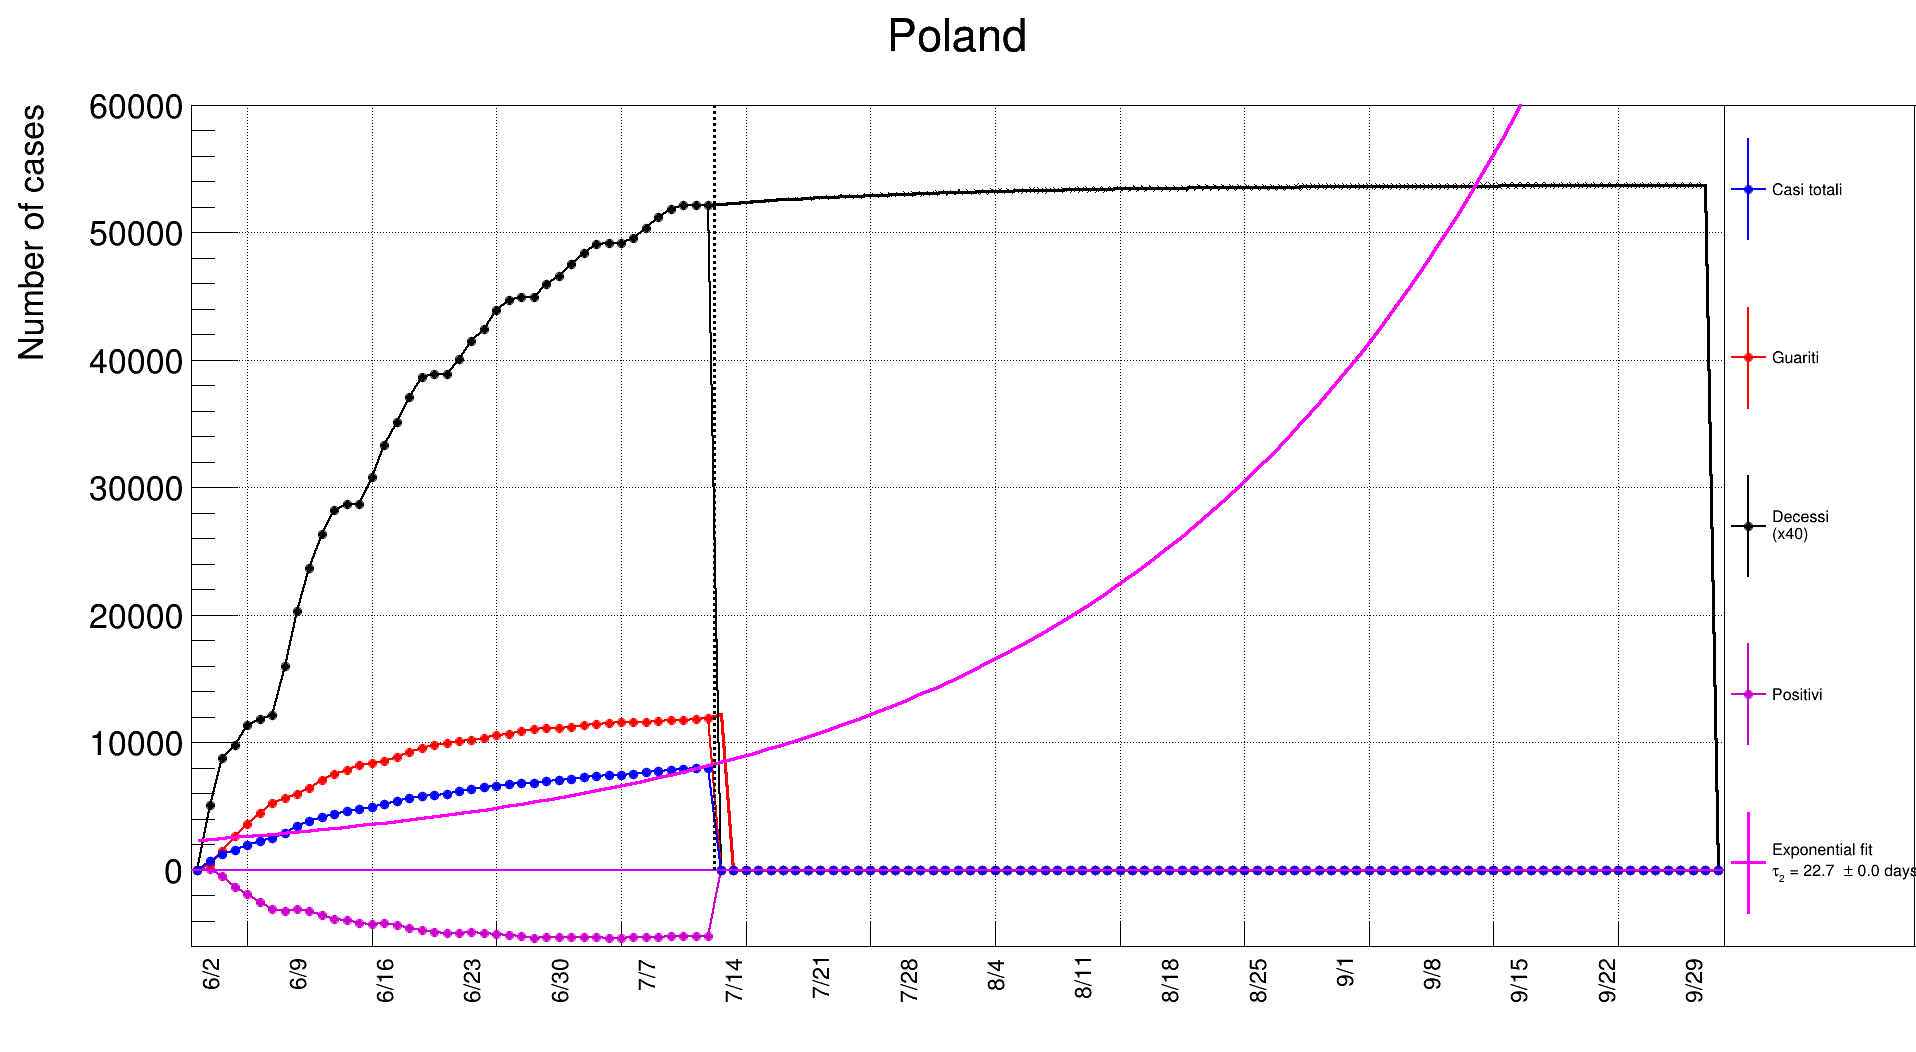 Poland
Number of cases
60000
50000
40000
30000
20000
10000
0
6/2
6/9
6/16
6/23
6/30
7/7
7/14
7/21
7/28
8/4
8/11
8/18
8/25
9/1
9/8
9/15
9/22
9/29
Casi totali
Guariti
Decessi
(x40)
Positivi
Exponential fit
τ₂ = 22.7 ± 0.0 days